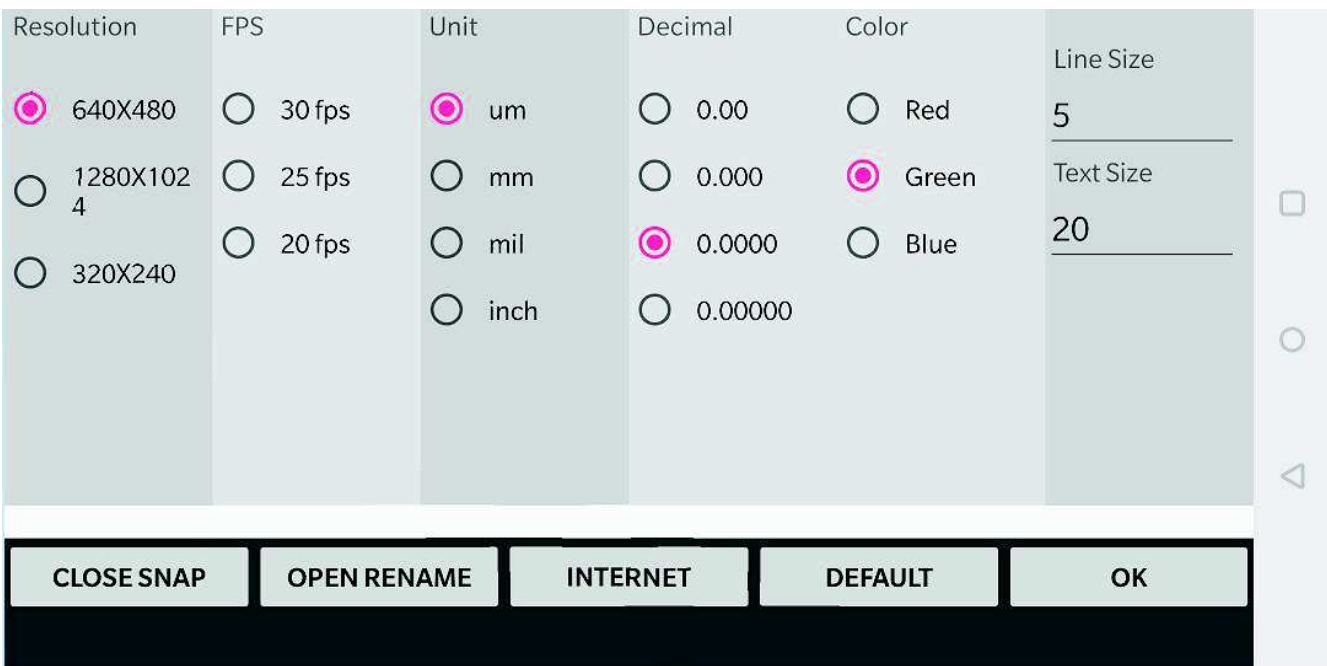 Resolution
640X480
1280X102
4
320X240
FPS
30 fps
25 fps
20 fps
Unit
um
mm
mil
inch
Decimal
0.00
0.000
0.0000
0.00000
Color
Red
Green
Blue
Line Size
5
Text Size
20
CLOSE SNAP
OPEN RENAME
INTERNET
DEFAULT
OK